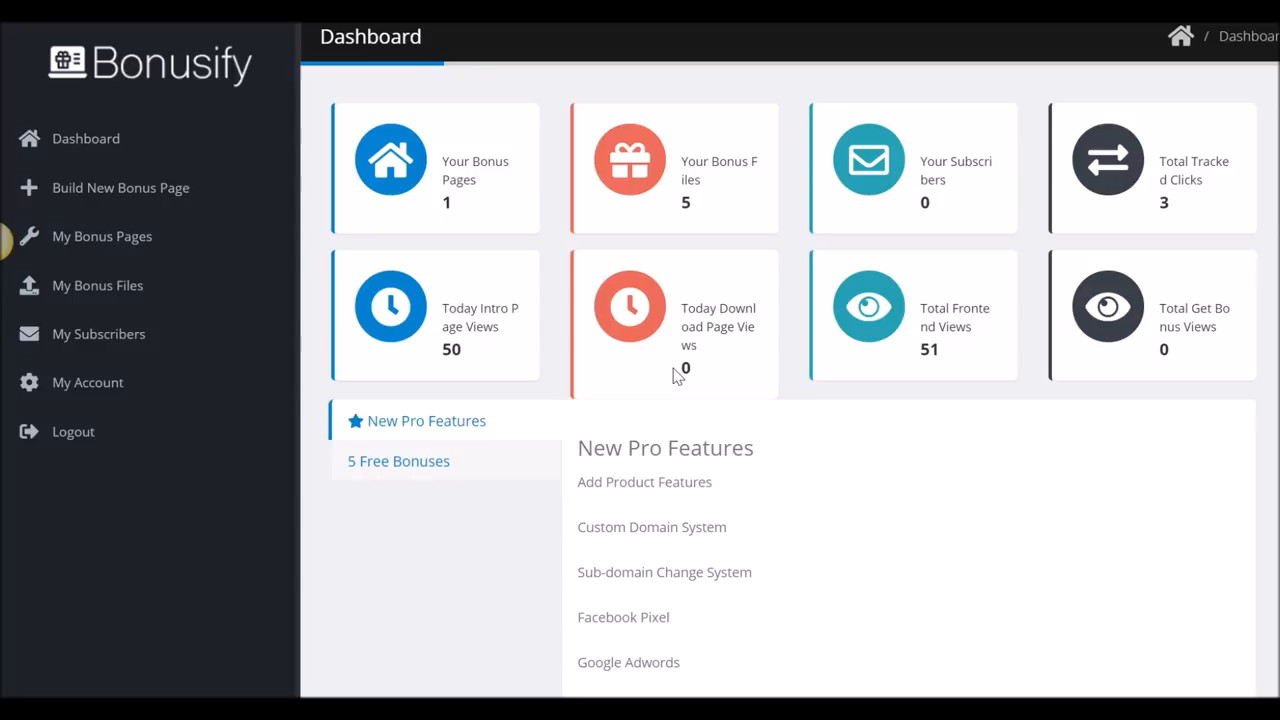 Bonusify
Dashboard
Build New Bonus Page
My Bonus Pages
My Bonus Files
My Subscribers
My Account
Logout
Dashboard
/ Dashboar
Your Bonus
Pages
1
Your Bonus F
iles
5
Your Subscri
bers
0
Total Tracke
d Clicks
3
Today Intro P
age Views
50
Today Downl
oad Page Vie
ws
0
Total Fronte
nd Views
51
Total Get Bo
nus Views
0
New Pro Features
5 Free Bonuses
New Pro Features
Add Product Features
Custom Domain System
Sub-domain Change System
Facebook Pixel
Google Adwords